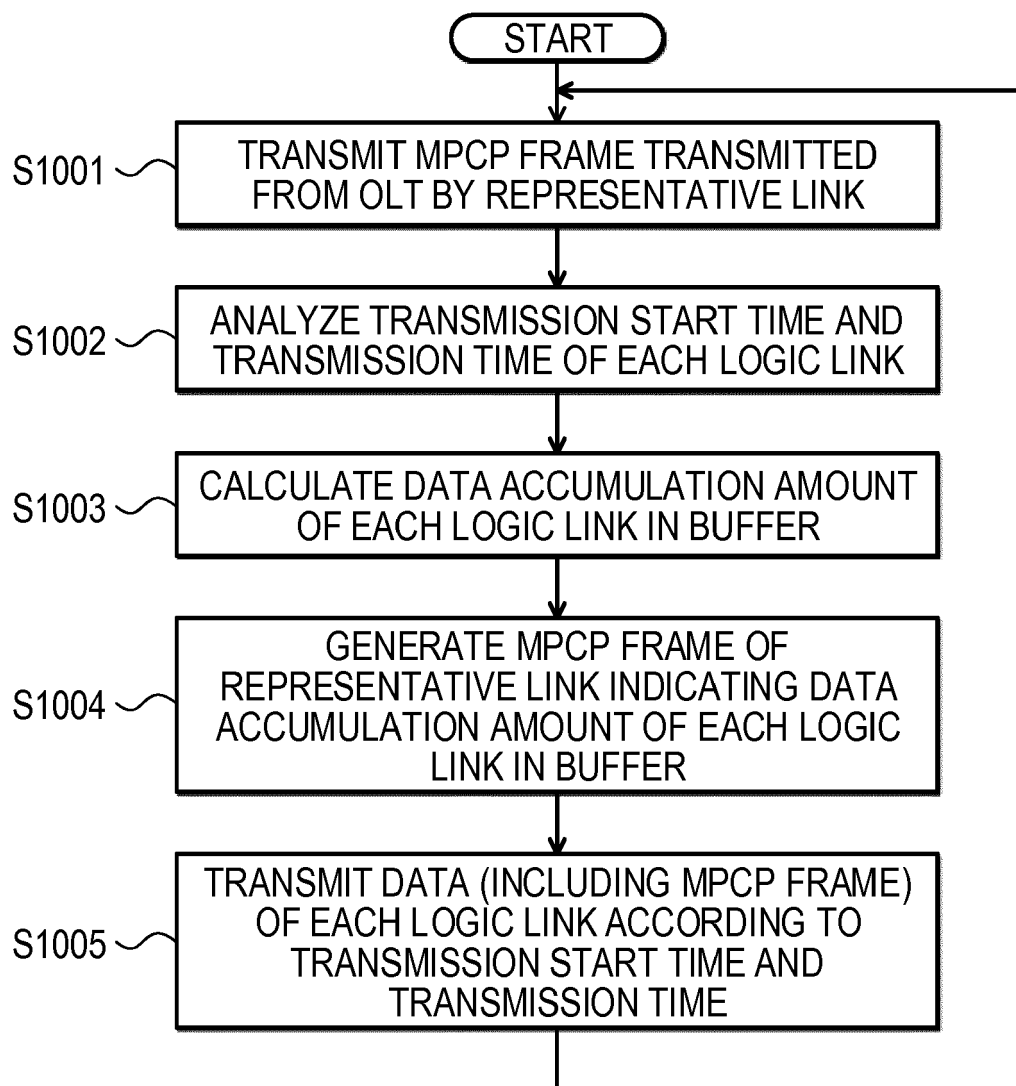 START
S1001
TRANSMIT MPCP FRAME TRANSMITTED
FROM OLT BY REPRESENTATIVE LINK
S1002
ANALYZE TRANSMISSION START TIME AND
TRANSMISSION TIME OF EACH LOGIC LINK
S1003
CALCULATE DATA ACCUMULATION AMOUNT
OF EACH LOGIC LINK IN BUFFER
S1004
GENERATE MPCP FRAME OF
REPRESENTATIVE LINK INDICATING DATA
ACCUMULATION AMOUNT OF EACH LOGIC
LINK IN BUFFER
S1005
TRANSMIT DATA (INCLUDING MPCP FRAME)
OF EACH LOGIC LINK ACCORDING TO
TRANSMISSION START TIME AND
TRANSMISSION TIME